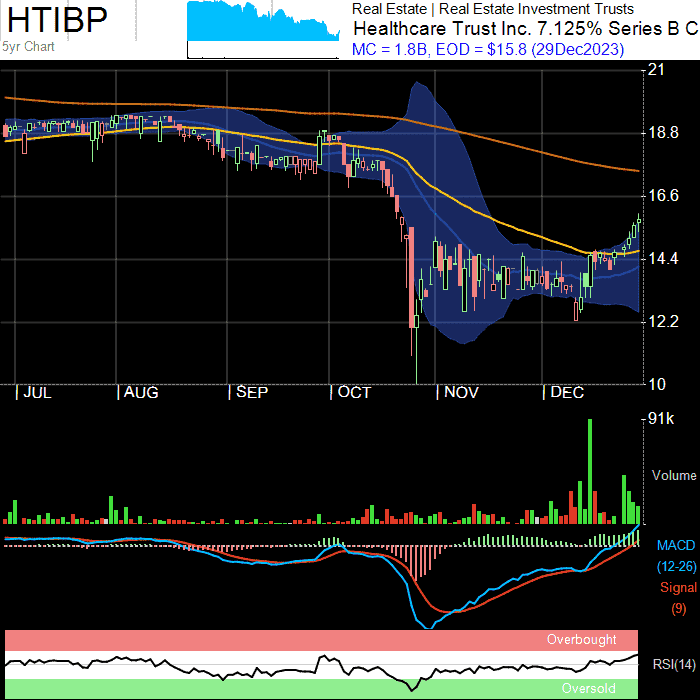 HTIBP
5yr Chart
Real Estate | Real Estate Investment Trusts
Healthcare Trust Inc. 7.125% Series B C
MC = 1.8B, EOD = $15.8 (29Dec2023)
21
18.8
16.6
14.4
12.2
10
| JUL | AUG | SEP | OCT | NOV | DEC
91k
Volume
MACD
(12-26)
Signal
(9)
Overbought
RSI(14)
Oversold